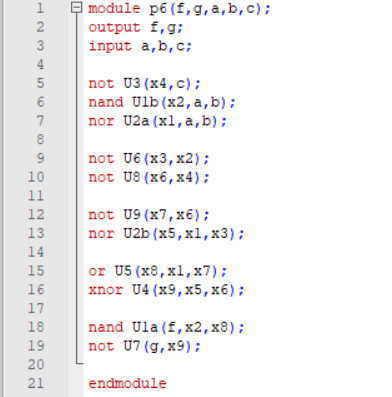 1 module p6(f,g,a,b,c);
2 output f,g;
3 input a,b,c;
4
5 not U3(x4,c);
6 nand U1b(x2,a,b);
7 nor U2a(x1,a,b);
8
9 not U6(x3,x2);
10 not U8(x6,x4);
11
12 not U9(x7,x6);
13 nor U2b(x5,x1,x3);
14
15 or U5(x8,x1,x7);
16 xnor U4(x9,x5,x6);
17
18 nand U1a(f,x2,x8);
19 not U7(g,x9);
20
21 endmodule